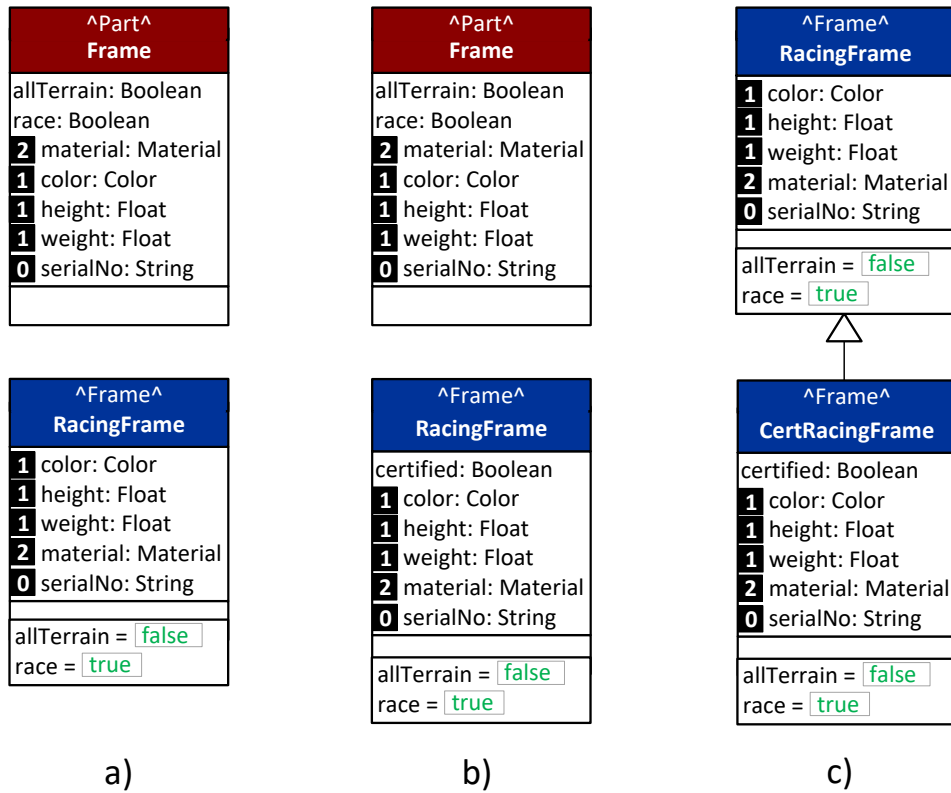 ^Part^
Frame
allTerrain: Boolean
race: Boolean
2 material: Material
1 color: Color
1 height: Float
1 weight: Float
0 serialNo: String
^Frame^
RacingFrame
1 color: Color
1 height: Float
1 weight: Float
2 material: Material
0 serialNo: String
allTerrain = false
race = true
a)
^Part^
Frame
allTerrain: Boolean
race: Boolean
2 material: Material
1 color: Color
1 height: Float
1 weight: Float
0 serialNo: String
^Frame^
RacingFrame
certified: Boolean
1 color: Color
1 height: Float
1 weight: Float
2 material: Material
0 serialNo: String
allTerrain = false
race = true
b)
^Frame^
RacingFrame
1 color: Color
1 height: Float
1 weight: Float
2 material: Material
0 serialNo: String
allTerrain = false
race = true
^Frame^
CertRacingFrame
certified: Boolean
1 color: Color
1 height: Float
1 weight: Float
2 material: Material
0 serialNo: String
allTerrain = false
race = true
c)